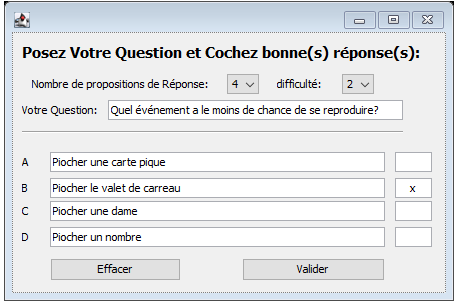 Posez Votre Question et Cochez bonne(s) réponse(s):
Nombre de propositions de Réponse: 4 difficulté: 2
Votre Question: Quel événement a le moins de chance de se reproduire?
A Piocher une carte pique
B Piocher le valet de carreau x
C Piocher une dame
D Piocher un nombre
Effacer Valider